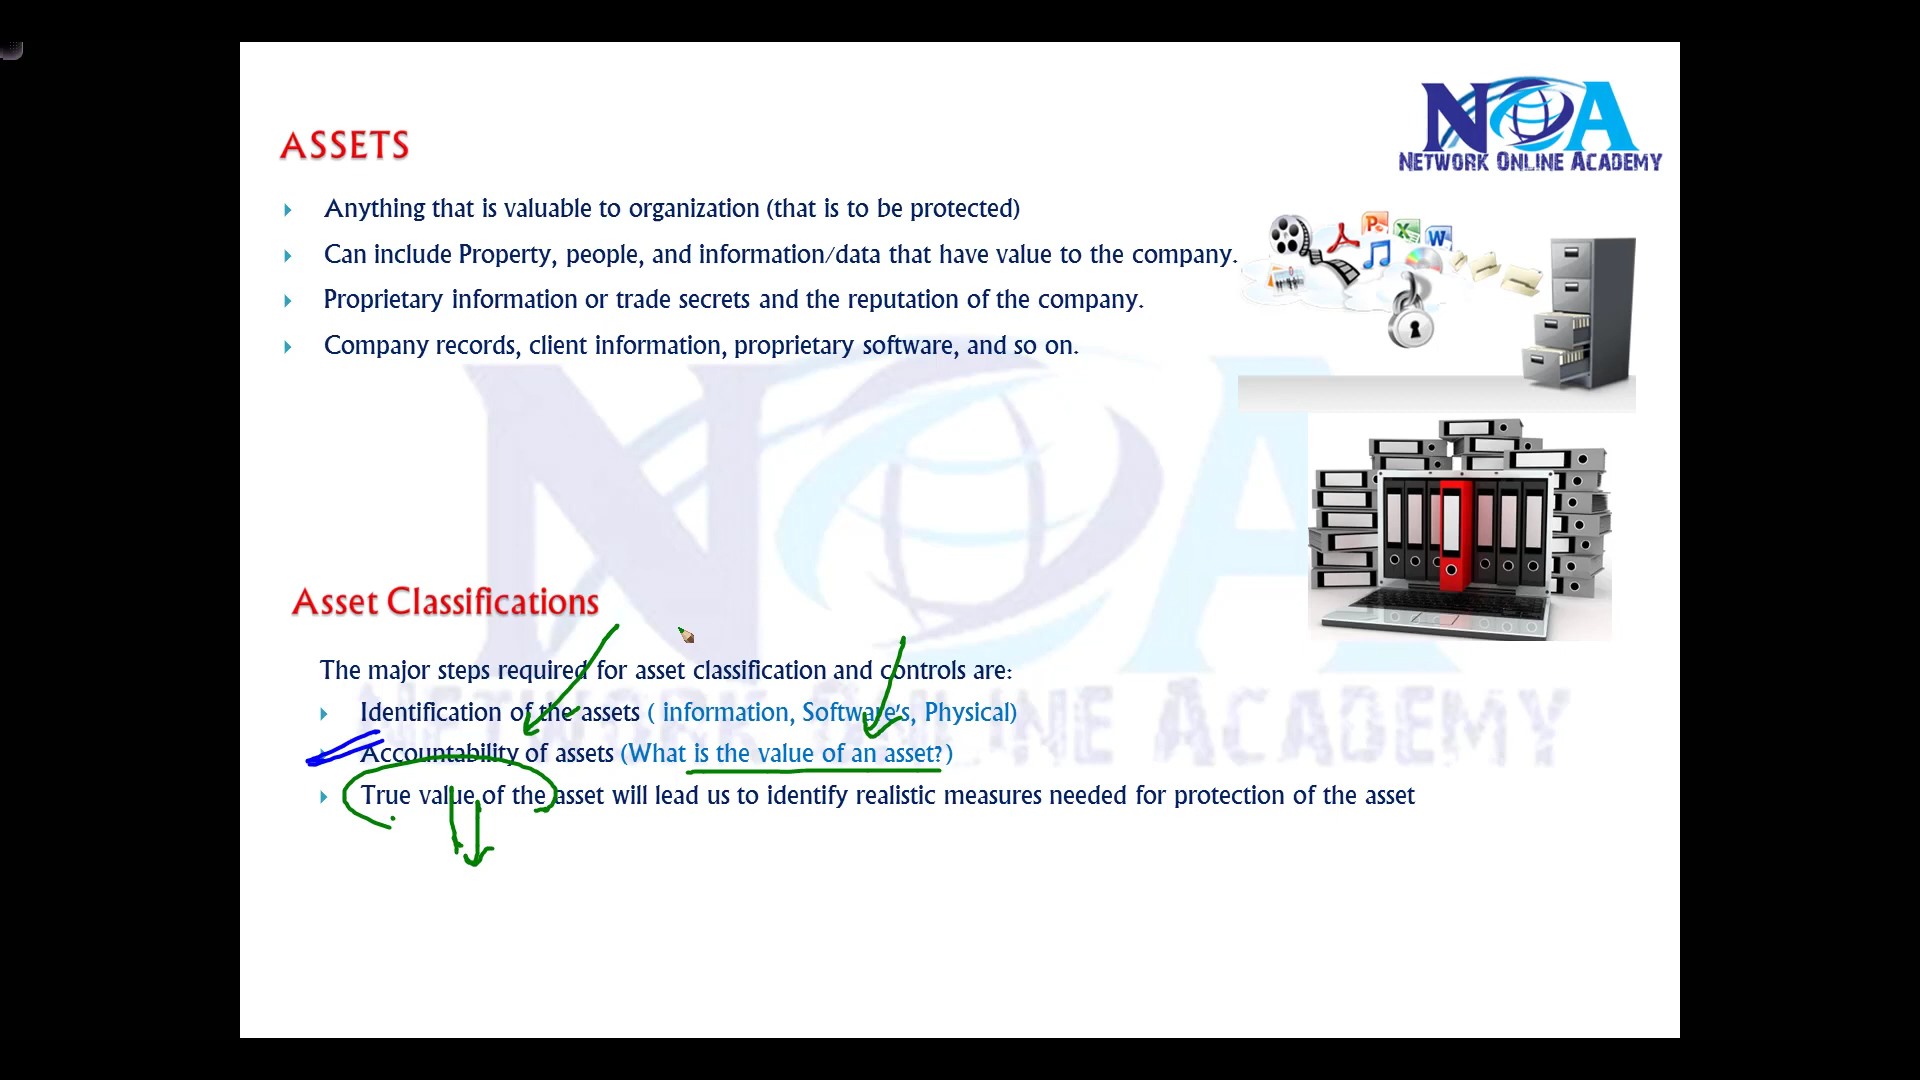 NOA
NETWORK ONLINE ACADEMY
ASSETS
Anything that is valuable to organization (that is to be protected)
Can include Property, people, and information/data that have value to the company.
Proprietary information or trade secrets and the reputation of the company.
Company records, client information, proprietary software, and so on.
Asset Classifications
The major steps required for asset classification and controls are:
Identification of the assets ( information, Software's, Physical)
Accountability of assets (What is the value of an asset?)
True value of the asset will lead us to identify realistic measures needed for protection of the asset
NOA
NETWORK ONLINE ACADEMY